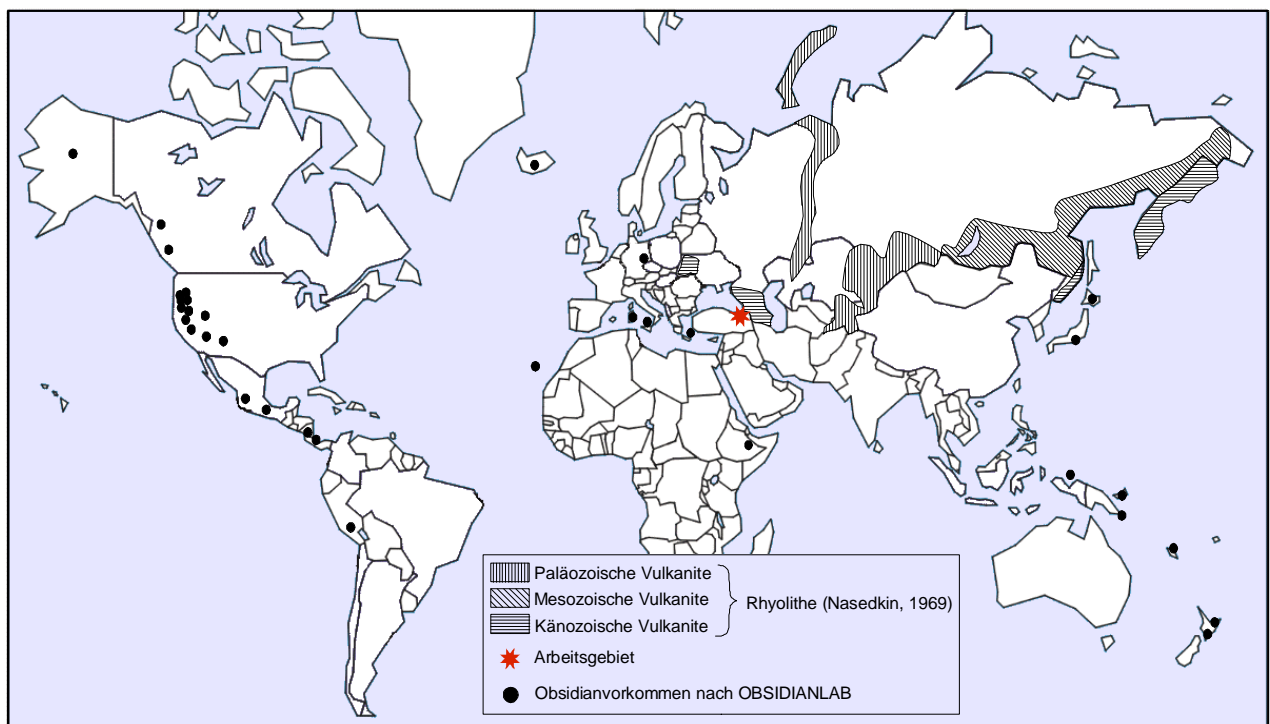 Paläozoische Vulkanite
Mesozoische Vulkanite
Känozoische Vulkanite
Rhyolithe (Nasedkin, 1969)
Arbeitsgebiet
Obsidianvorkommen nach OBSIDIANLAB